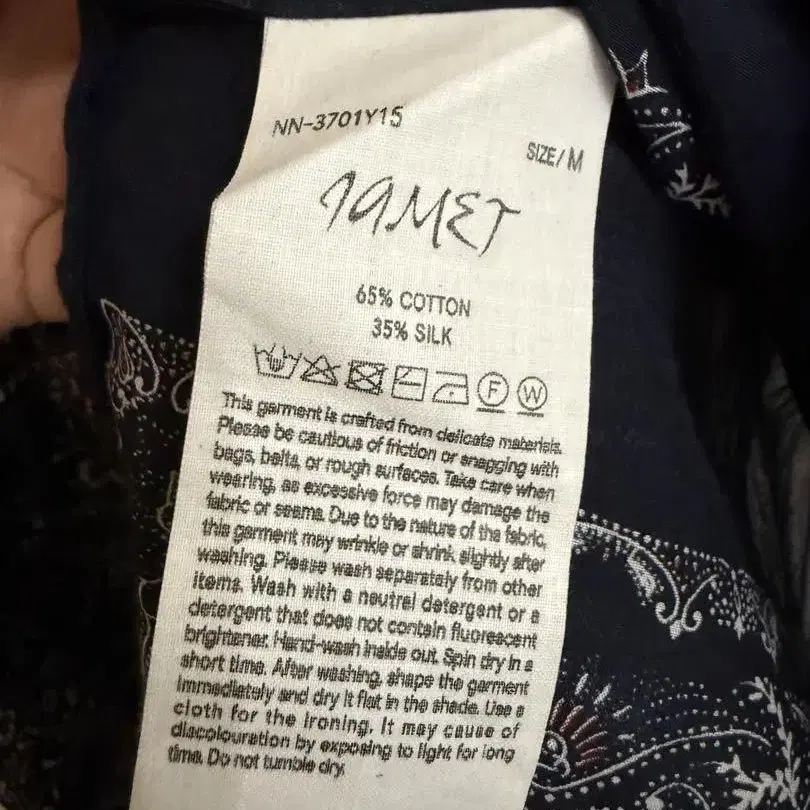 NN-3701Y15
SIZE/M
IAMET
65% COTTON
35% SILK
F W
This garment is crafted from delicate materials.
Please be cautious of friction or snagging with
bags, belts, or rough surfaces. Take care when
wearing, as excessive force may damage the
fabric or seams. Due to the nature of the fabric,
this garment may wrinkle or shrink slightly after
washing. Please wash separately from other
items. Wash with a neutral detergent or a
detergent that does not contain fluorescent
brightener. Hand-wash inside out. Spin dry in a
short time. After washing, shape the garment
immediately and dry it flat in the shade. Use a
cloth for the ironing. It may cause of
discolouration by exposing to light for long
time. Do not tumble dry.